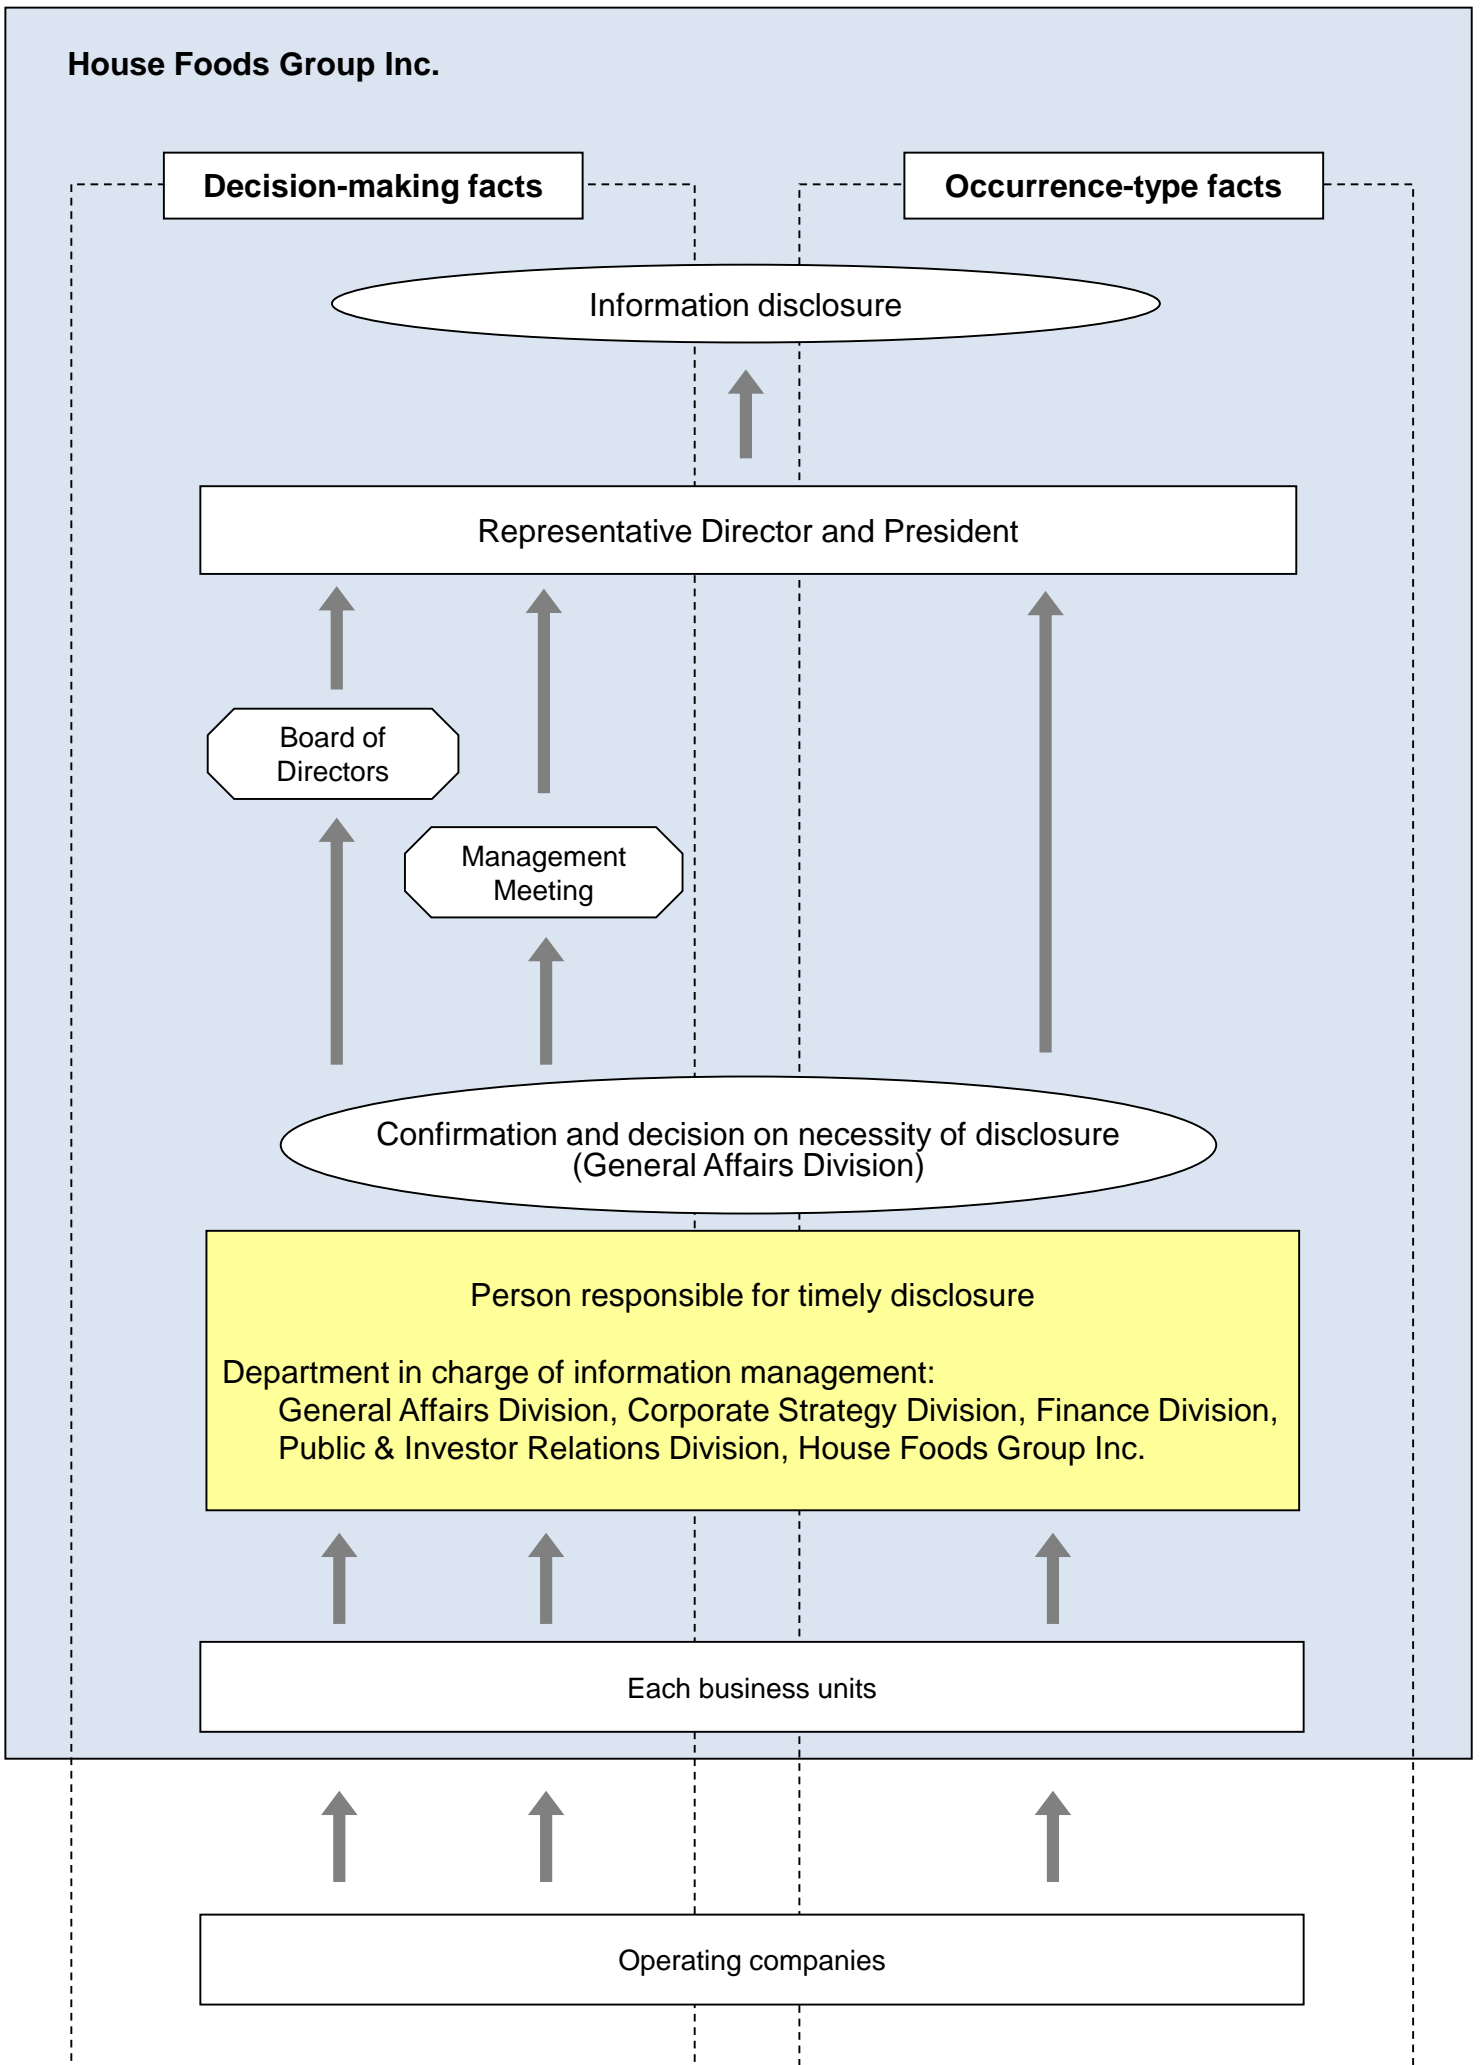 House Foods Group Inc.
Decision-making facts
Occurrence-type facts
Information disclosure
Representative Director and President
Board of
Directors
Management
Meeting
Confirmation and decision on necessity of disclosure
(General Affairs Division)
Person responsible for timely disclosure
Department in charge of information management:
General Affairs Division, Corporate Strategy Division, Finance Division,
Public & Investor Relations Division, House Foods Group Inc.
Each business units
Operating companies